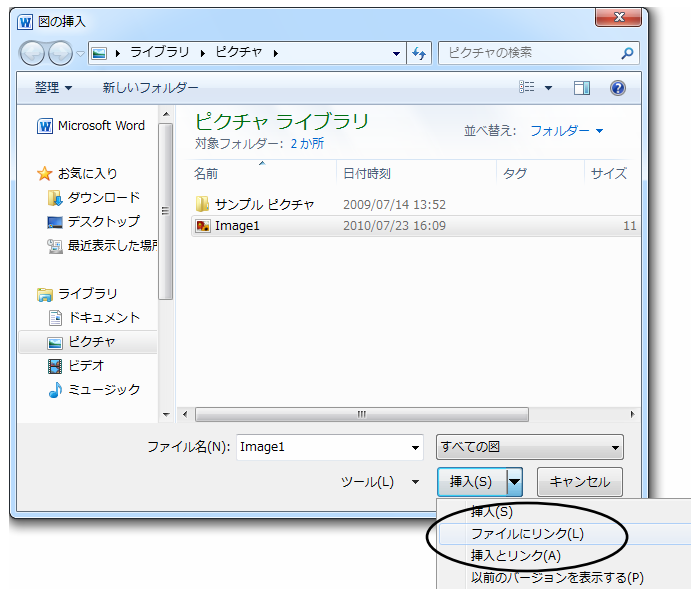 図の挿入
ライブラリ ピクチャ
ピクチャの検索
整理 新しいフォルダー
Microsoft Word
お気に入り
ダウンロード
デスクトップ
最近表示した場所
ライブラリ
ドキュメント
ピクチャ
ビデオ
ミュージック
ピクチャ ライブラリ
対象フォルダー: 2 か所
並べ替え: フォルダー
名前 日付時刻 タグ サイズ
サンプル ピクチャ 2009/07/14 13:52
Image1 2010/07/23 16:09 11
ファイル名(N): Image1 すべての図
ツール(L) 挿入(S) キャンセル
挿入(S)
ファイルにリンク(L)
挿入とリンク(A)
以前のバージョンを表示する(P)